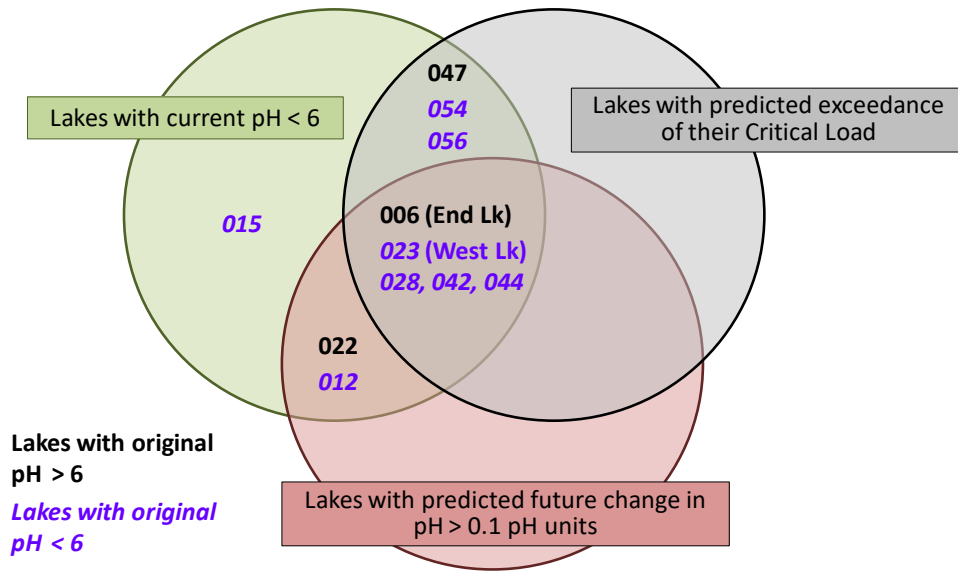 047
054
056
Lakes with current pH < 6
Lakes with predicted exceedance
of their Critical Load
015
006 (End Lk)
023 (West Lk)
028, 042, 044
022
012
Lakes with original
pH > 6
Lakes with original
pH < 6
Lakes with predicted future change in
pH > 0.1 pH units